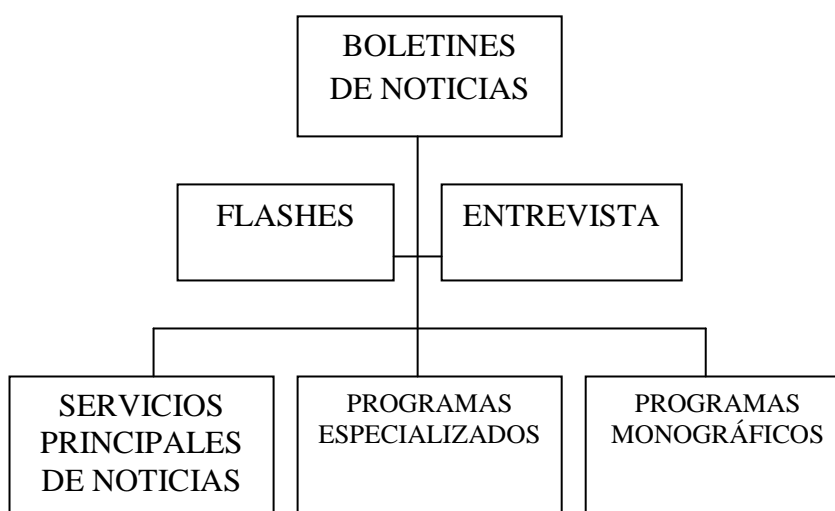 BOLETINES
DE NOTICIAS
FLASHES
ENTREVISTA
SERVICIOS
PRINCIPALES
DE NOTICIAS
PROGRAMAS
ESPECIALIZADOS
PROGRAMAS
MONOGRÁFICOS